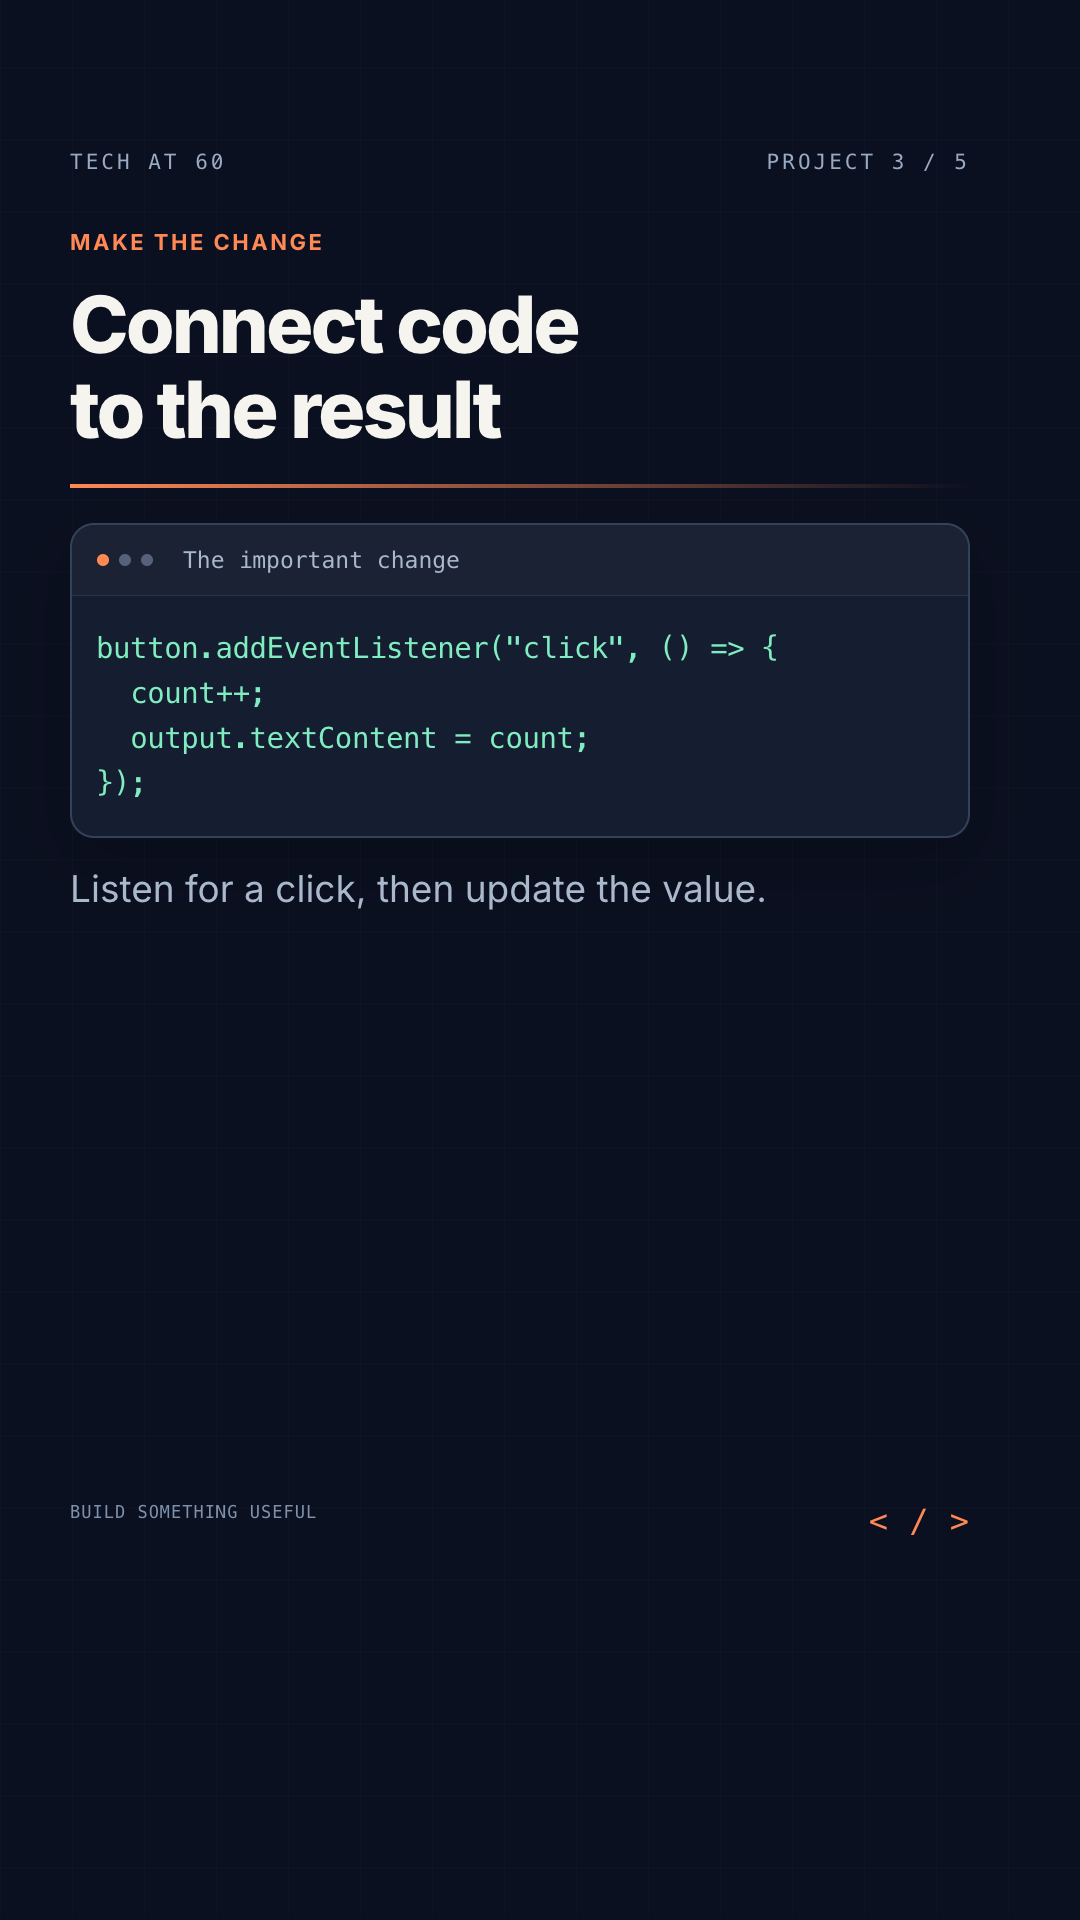 TECH AT 60
PROJECT 3 / 5
MAKE THE CHANGE
Connect code
to the result
The important change
button.addEventListener("click", () => {
  count++;
  output.textContent = count;
});
Listen for a click, then update the value.
BUILD SOMETHING USEFUL
< / >